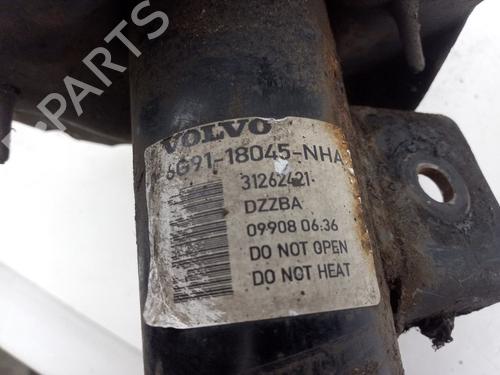 B PARTS
VOLVO
6G91-18045-NHA
31262421
DZZBA
09908 06:36
DO NOT OPEN
DO NOT HEAT